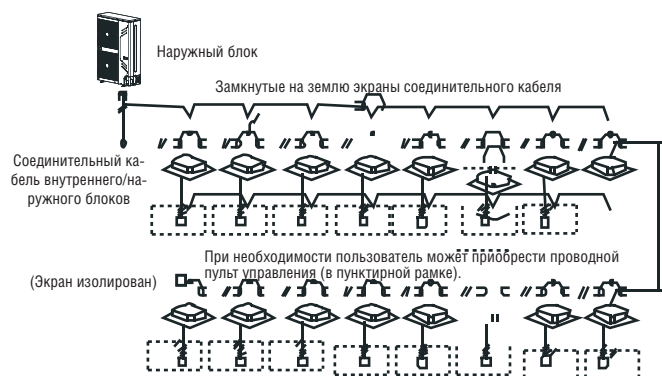 Наружный блок
Замкнутые на землю экраны соединительного кабеля
Соединительный ка-
бель внутреннего/на-
ружного блоков
При необходимости пользователь может приобрести проводной
пульт управления (в пунктирной рамке).
(Экран изолирован)